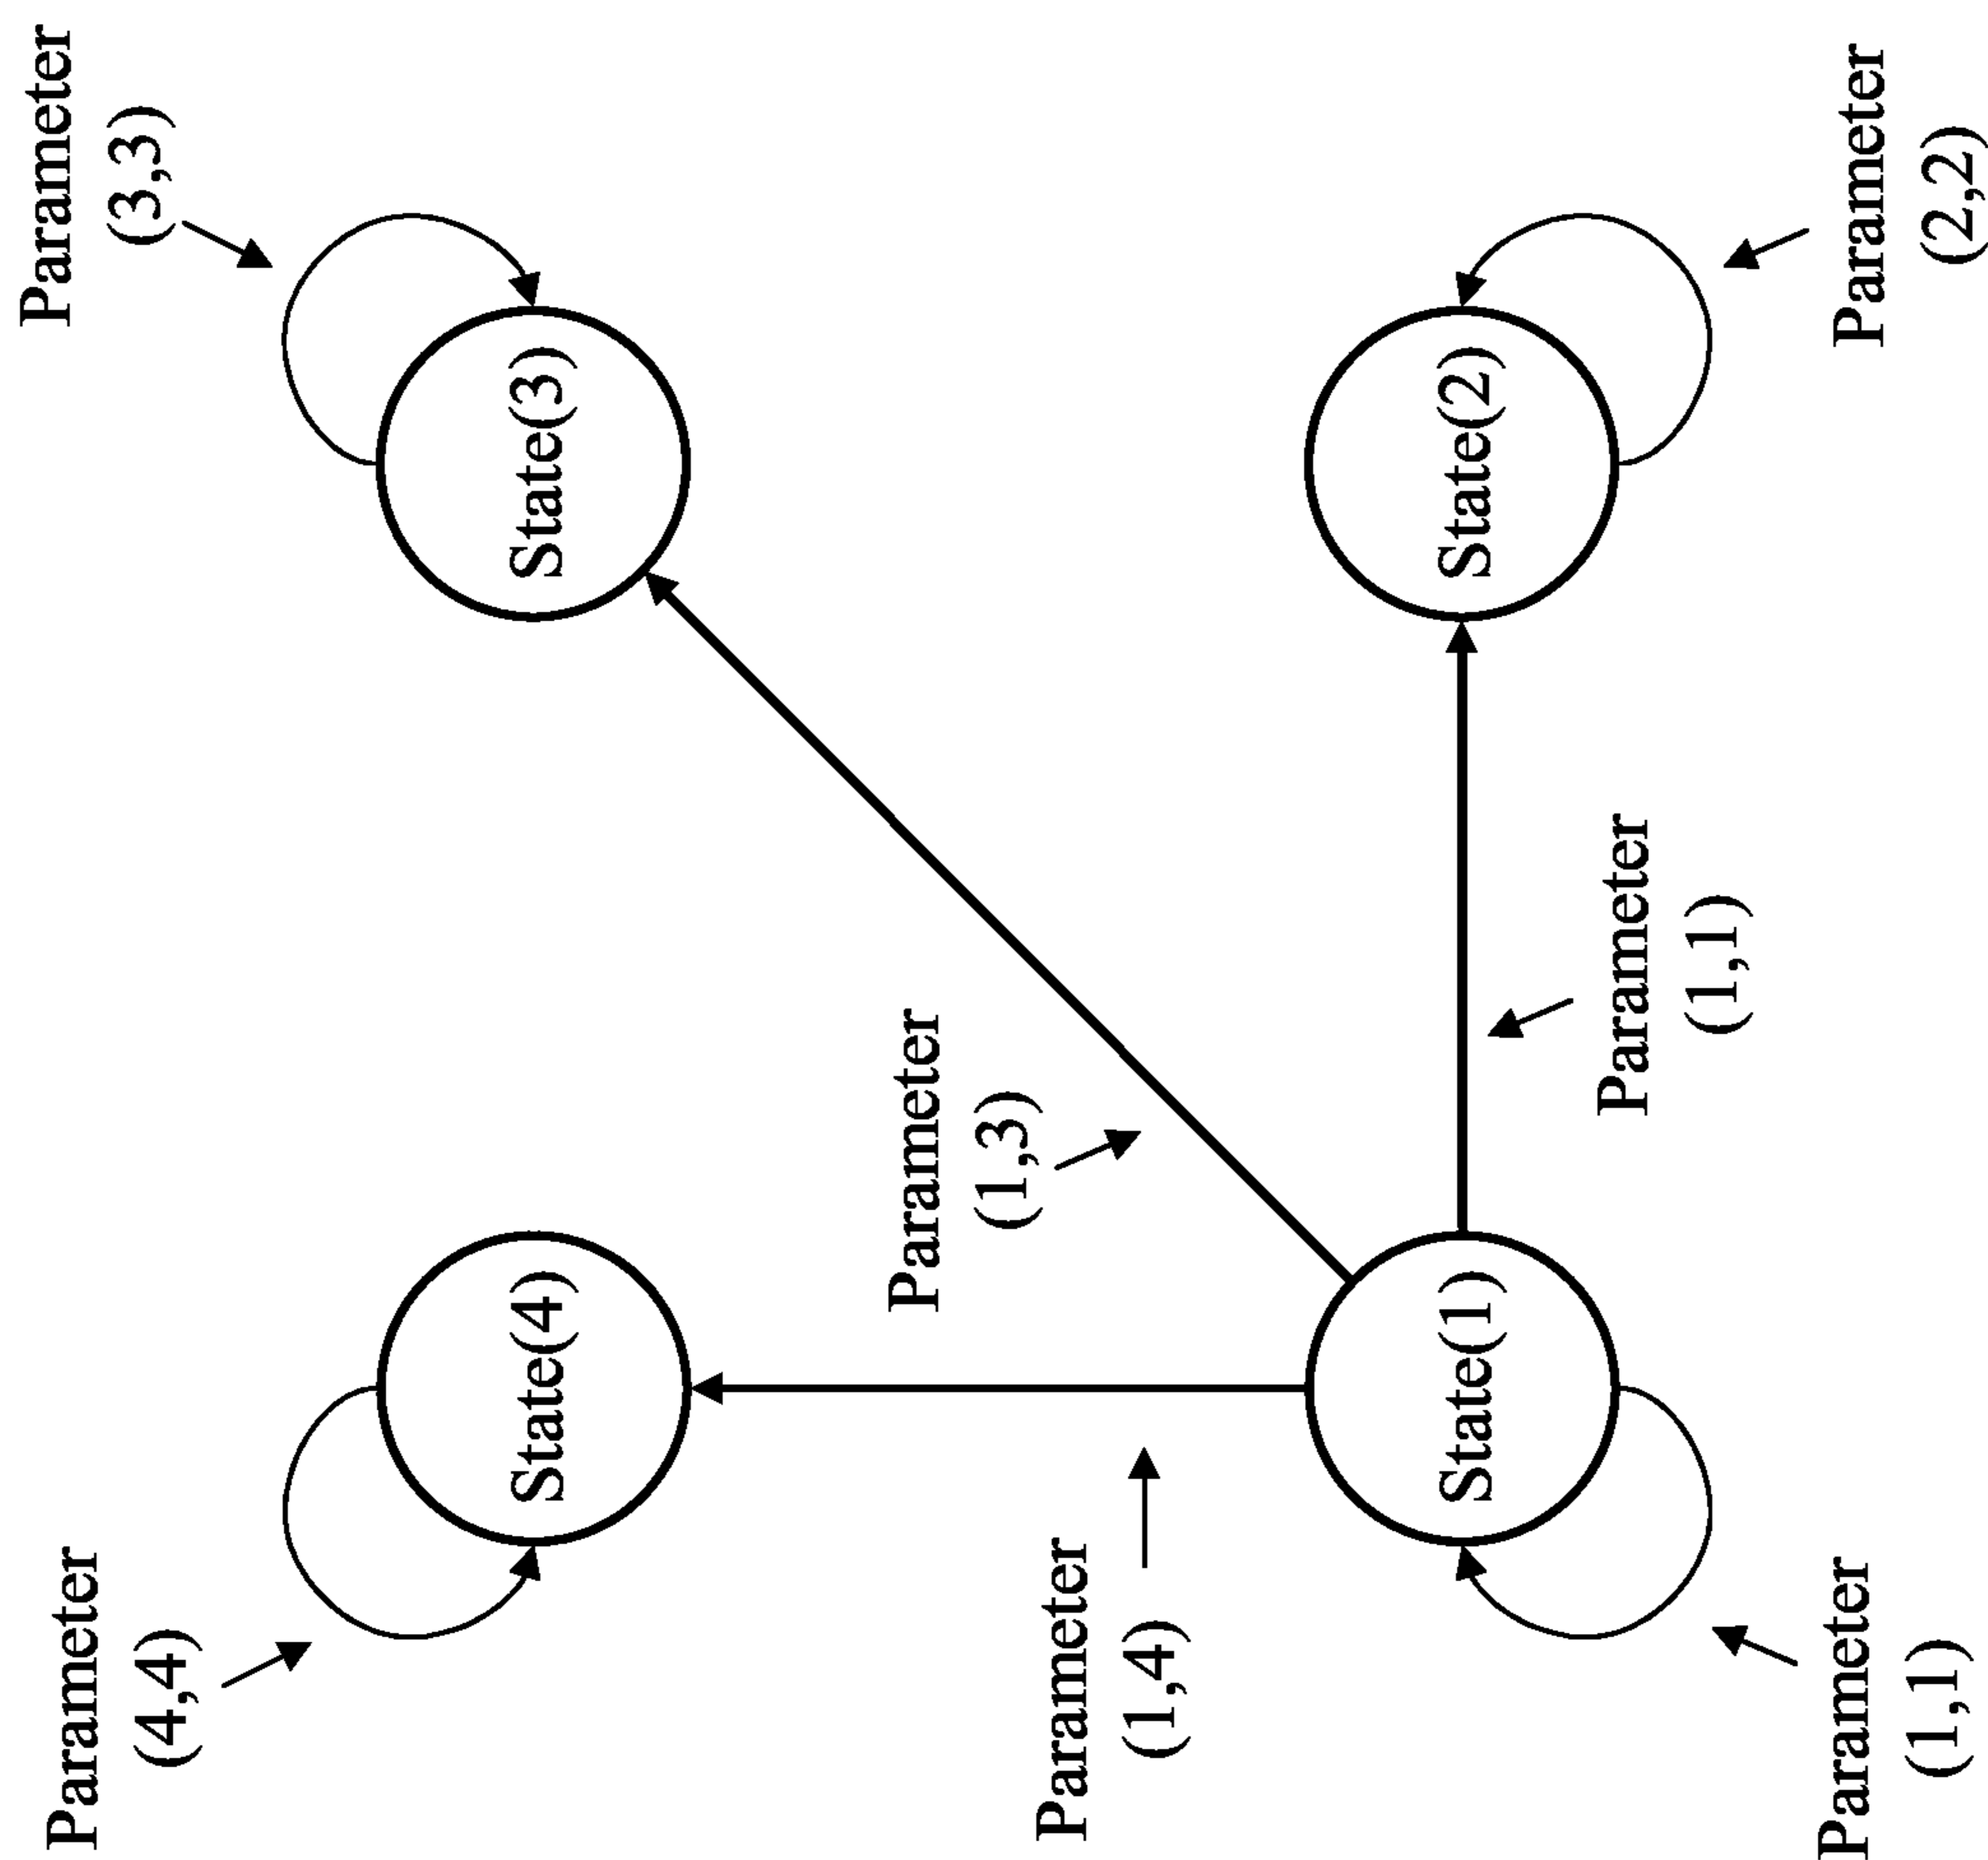 Parameter
(4,4)
Parameter
(3,3)
State(4)
State(3)
Parameter
(1,3)
Parameter
(1,4)
State(1)
State(2)
Parameter
(1,1)
Parameter
(1,1)
Parameter
(2,2)